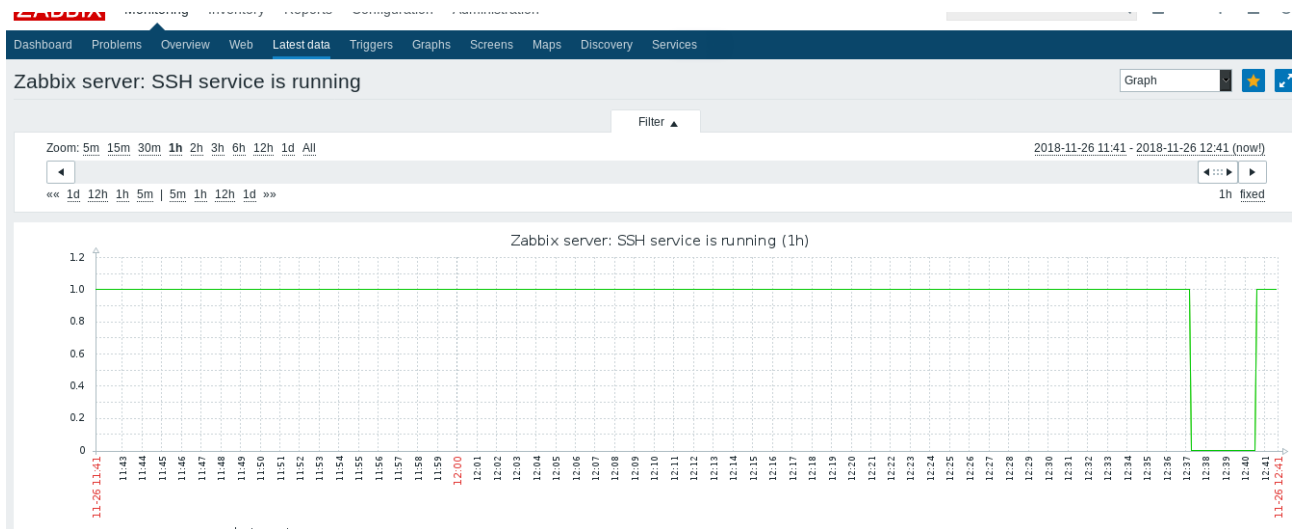 ZABBIX Monitoring Inventory Reports Configuration Administration
Dashboard Problems Overview Web Latest data Triggers Graphs Screens Maps Discovery Services
Zabbix server: SSH service is running
Graph
Filter ▲
Zoom: 5m 15m 30m 1h 2h 3h 6h 12h 1d All
2018-11-26 11:41 - 2018-11-26 12:41 (now!)
«« 1d 12h 1h 5m | 5m 1h 12h 1d »»
1h fixed
Zabbix server: SSH service is running (1h)
1.2
1.0
0.8
0.6
0.4
0.2
0
11-26 11:41 11:43 11:44 11:45 11:46 11:47 11:48 11:49 11:50 11:51 11:52 11:53 11:54 11:55 11:56 11:57 11:58 11:59 12:00 12:01 12:02 12:03 12:04 12:05 12:06 12:07 12:08 12:09 12:10 12:11 12:12 12:13 12:14 12:15 12:16 12:17 12:18 12:19 12:20 12:21 12:22 12:23 12:24 12:25 12:26 12:27 12:28 12:29 12:30 12:31 12:32 12:33 12:34 12:35 12:36 12:37 12:38 12:39 12:40 12:41 11-26 12:41